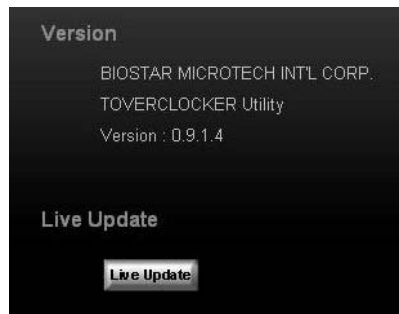 Version
BIOSTAR MICROTECH INT'L CORP.
TOVERCLOCKER Utility
Version : 0.9.1.4
Live Update
Live Update